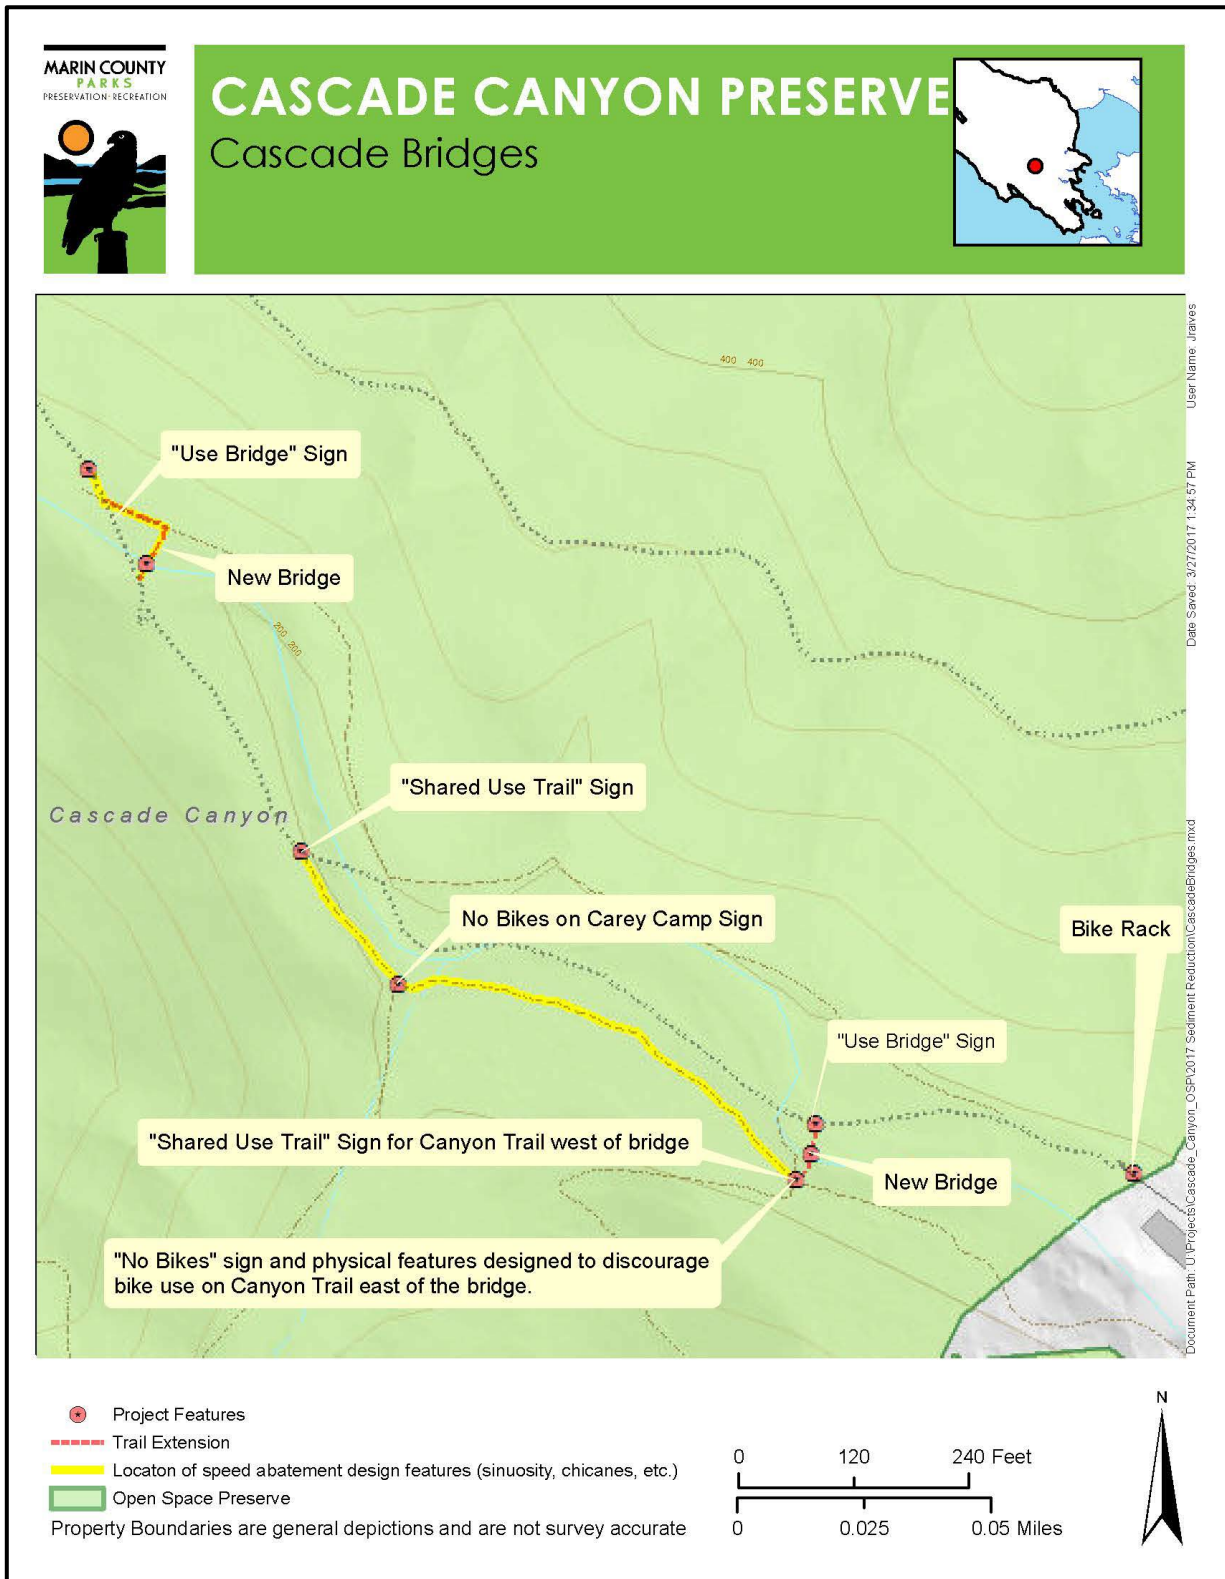 MARIN COUNTY
PARKS
PRESERVATION·RECREATION
CASCADE CANYON PRESERVE
Cascade Bridges
User Name: Jraives
Date Saved: 3/27/2017 1:34:57 PM
Document Path: U:\Projects\Cascade_Canyon_OSP\2017 Sediment Reduction\CascadeBridges.mxd
400 400
"Use Bridge" Sign
New Bridge
200 200
"Shared Use Trail" Sign
Cascade Canyon
No Bikes on Carey Camp Sign
Bike Rack
"Use Bridge" Sign
"Shared Use Trail" Sign for Canyon Trail west of bridge
New Bridge
"No Bikes" sign and physical features designed to discourage
bike use on Canyon Trail east of the bridge.
Project Features
Trail Extension
Locaton of speed abatement design features (sinuosity, chicanes, etc.)
Open Space Preserve
Property Boundaries are general depictions and are not survey accurate
0 120 240 Feet
0 0.025 0.05 Miles
N